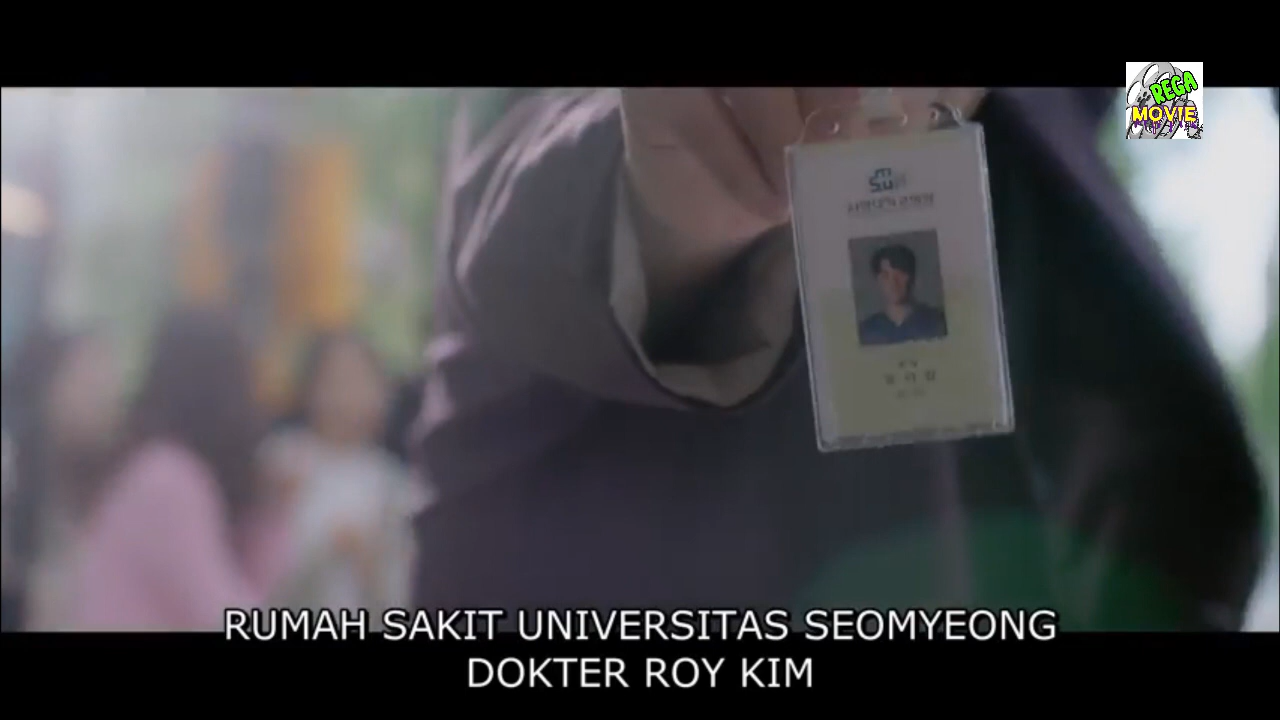 REGA
MOVIE
RUMAH SAKIT UNIVERSITAS SEOMYEONG
DOKTER ROY KIM